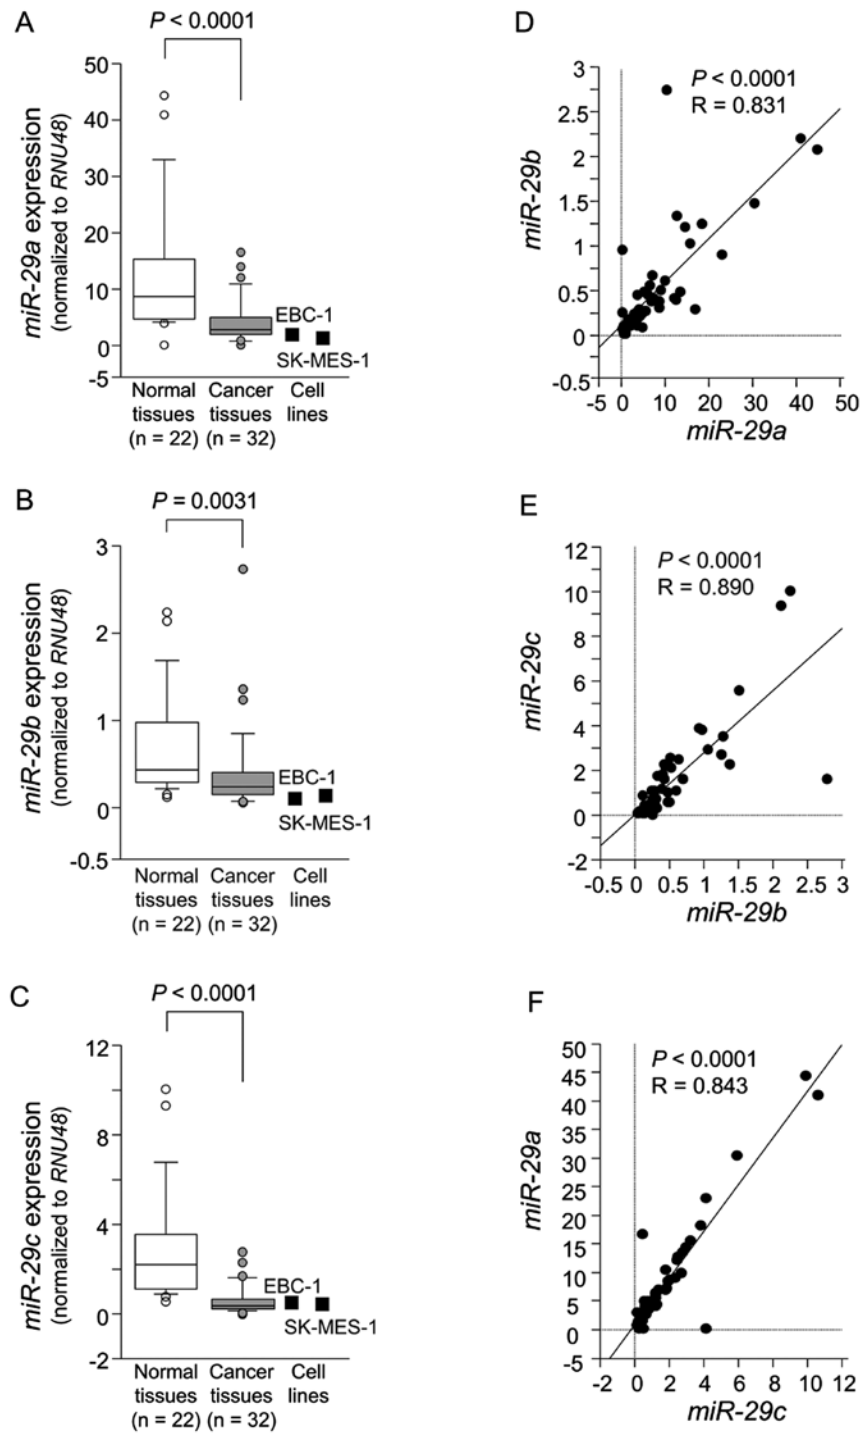 A
P < 0.0001
miR-29a expression
(normalized to RNU48)
50
40
30
20
10
0
-5
EBC-1
SK-MES-1
Normal tissues (n = 22)
Cancer tissues (n = 32)
Cell lines
D
P < 0.0001
R = 0.831
miR-29b
3
2.5
2
1.5
1
0.5
0
-0.5
-5 0 10 20 30 40 50
miR-29a
B
P = 0.0031
miR-29b expression
(normalized to RNU48)
3
2
1
0
-0.5
EBC-1
SK-MES-1
Normal tissues (n = 22)
Cancer tissues (n = 32)
Cell lines
E
P < 0.0001
R = 0.890
miR-29c
12
10
8
6
4
2
0
-2
-0.5 0 0.5 1 1.5 2 2.5 3
miR-29b
C
P < 0.0001
miR-29c expression
(normalized to RNU48)
12
8
4
0
-2
EBC-1
SK-MES-1
Normal tissues (n = 22)
Cancer tissues (n = 32)
Cell lines
F
P < 0.0001
R = 0.843
miR-29a
50
45
40
35
30
25
20
15
10
5
0
-5
-2 0 2 4 6 8 10 12
miR-29c